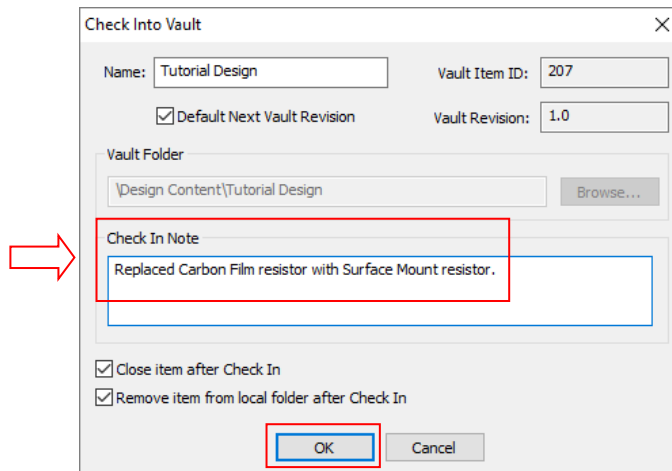 Check Into Vault
Name: Tutorial Design Vault Item ID: 207
Default Next Vault Revision Vault Revision: 1.0
Vault Folder
\Design Content\Tutorial Design Browse...
Check In Note
Replaced Carbon Film resistor with Surface Mount resistor.
Close item after Check In
Remove item from local folder after Check In
OK Cancel